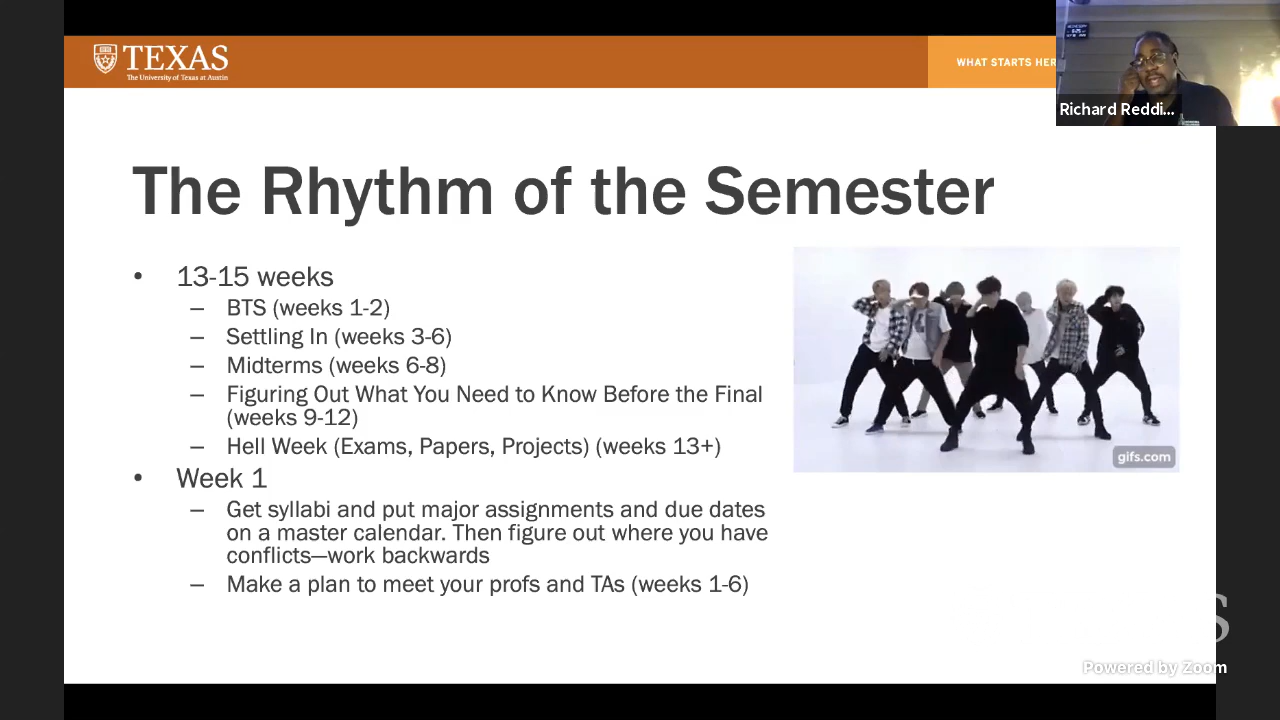 TEXAS
The University of Texas at Austin
WHAT STARTS HER
Richard Reddi...
The Rhythm of the Semester
• 13-15 weeks
– BTS (weeks 1-2)
– Settling In (weeks 3-6)
– Midterms (weeks 6-8)
– Figuring Out What You Need to Know Before the Final
(weeks 9-12)
– Hell Week (Exams, Papers, Projects) (weeks 13+)
• Week 1
– Get syllabi and put major assignments and due dates
on a master calendar. Then figure out where you have
conflicts—work backwards
– Make a plan to meet your profs and TAs (weeks 1-6)
gifs.com
S
Powered by Zoom